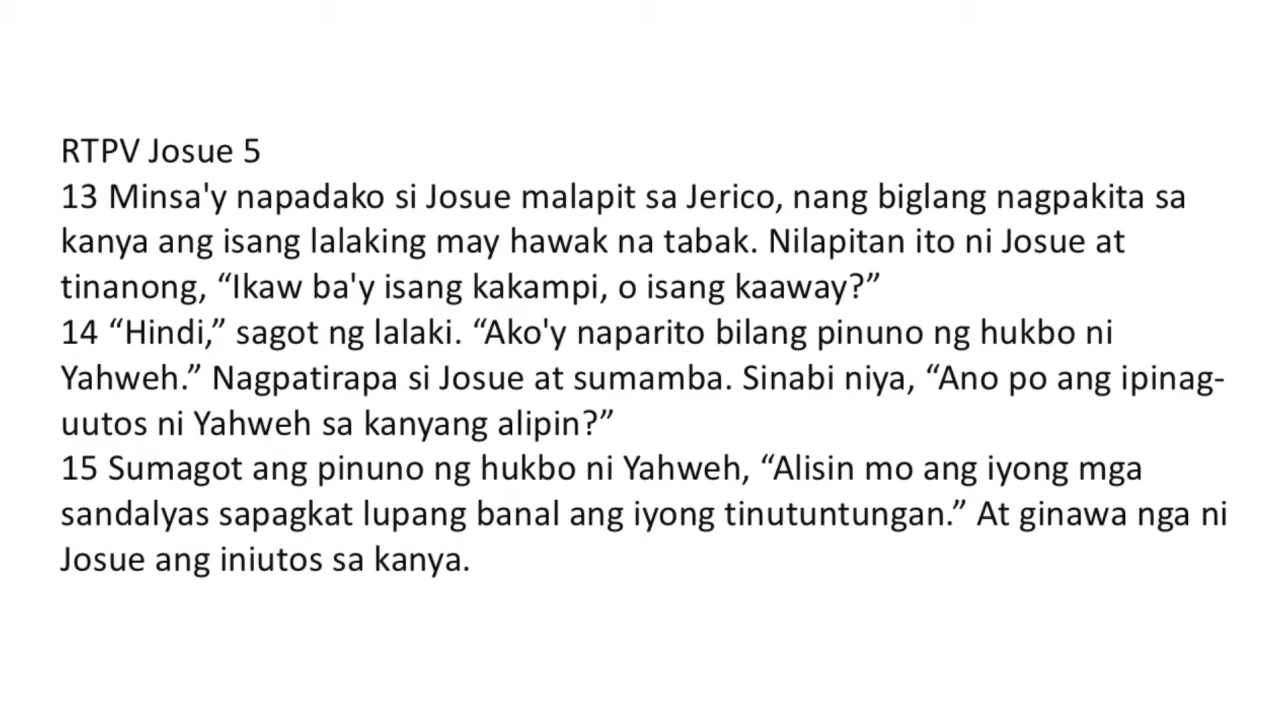 RTPV Josue 5
13 Minsa'y napadako si Josue malapit sa Jerico, nang biglang nagpakita sa
kanya ang isang lalaking may hawak na tabak. Nilapitan ito ni Josue at
tinanong, “Ikaw ba'y isang kakampi, o isang kaaway?”
14 “Hindi,” sagot ng lalaki. “Ako'y naparito bilang pinuno ng hukbo ni
Yahweh.” Nagpatirapa si Josue at sumamba. Sinabi niya, “Ano po ang ipinag-
uutos ni Yahweh sa kanyang alipin?”
15 Sumagot ang pinuno ng hukbo ni Yahweh, “Alisin mo ang iyong mga
sandalyas sapagkat lupang banal ang iyong tinutuntungan.” At ginawa nga ni
Josue ang iniutos sa kanya.